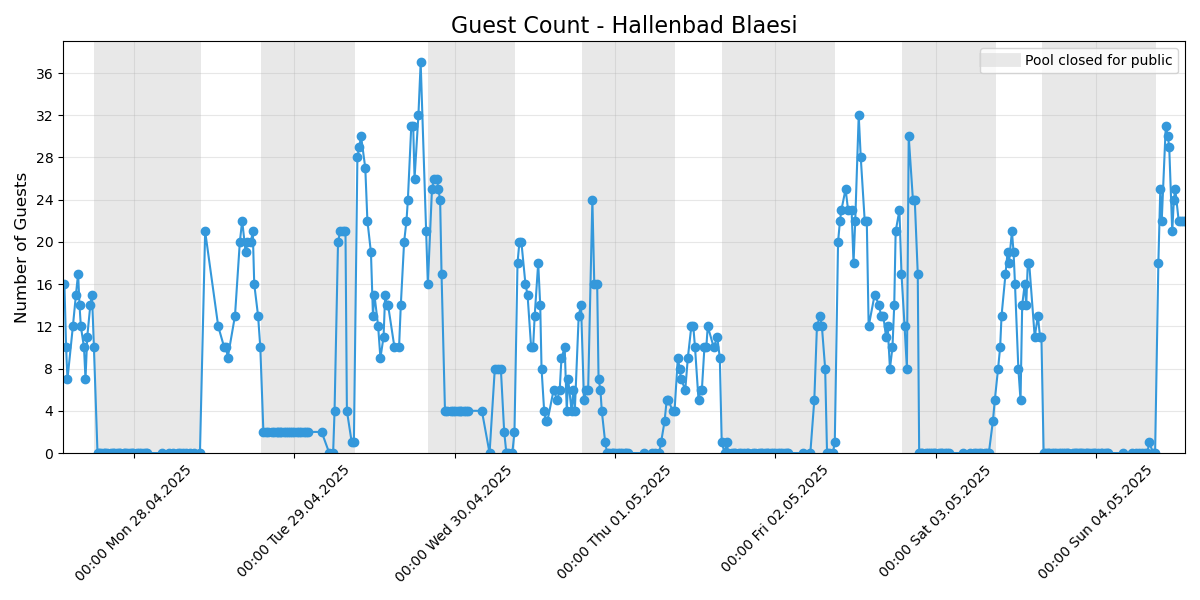 Guest Count - Hallenbad Blaesi
Pool closed for public
Number of Guests
36
32
28
24
20
16
12
8
4
0
00:00 Mon 28.04.2025
00:00 Tue 29.04.2025
00:00 Wed 30.04.2025
00:00 Thu 01.05.2025
00:00 Fri 02.05.2025
00:00 Sat 03.05.2025
00:00 Sun 04.05.2025